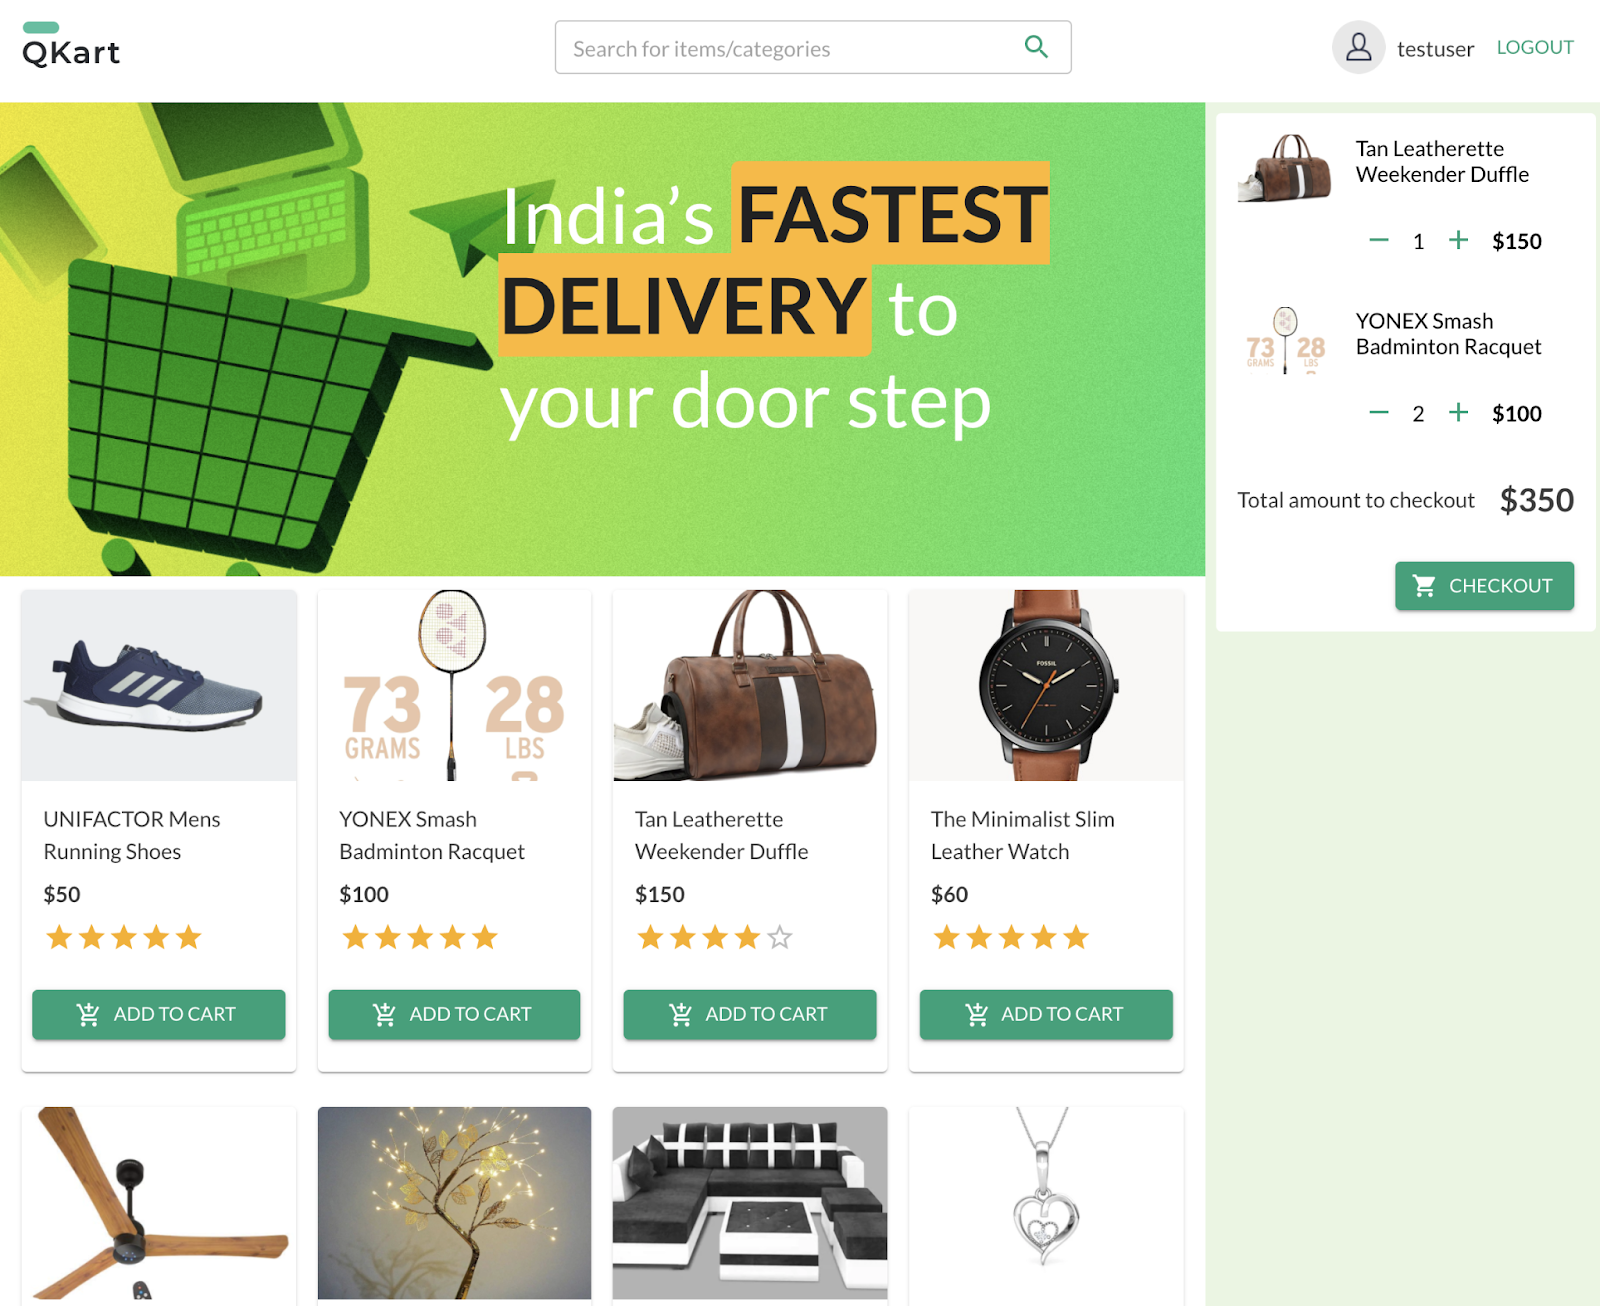 QKart
Search for items/categories
testuser
LOGOUT
India’s FASTEST
DELIVERY to
your door step
Tan Leatherette
Weekender Duffle
1
$150
73
GRAMS
28
LBS
YONEX Smash
Badminton Racquet
2
$100
Total amount to checkout
$350
CHECKOUT
UNIFACTOR Mens
Running Shoes
$50
ADD TO CART
73
GRAMS
28
LBS
YONEX Smash
Badminton Racquet
$100
ADD TO CART
Tan Leatherette
Weekender Duffle
$150
ADD TO CART
FOSSIL
The Minimalist Slim
Leather Watch
$60
ADD TO CART